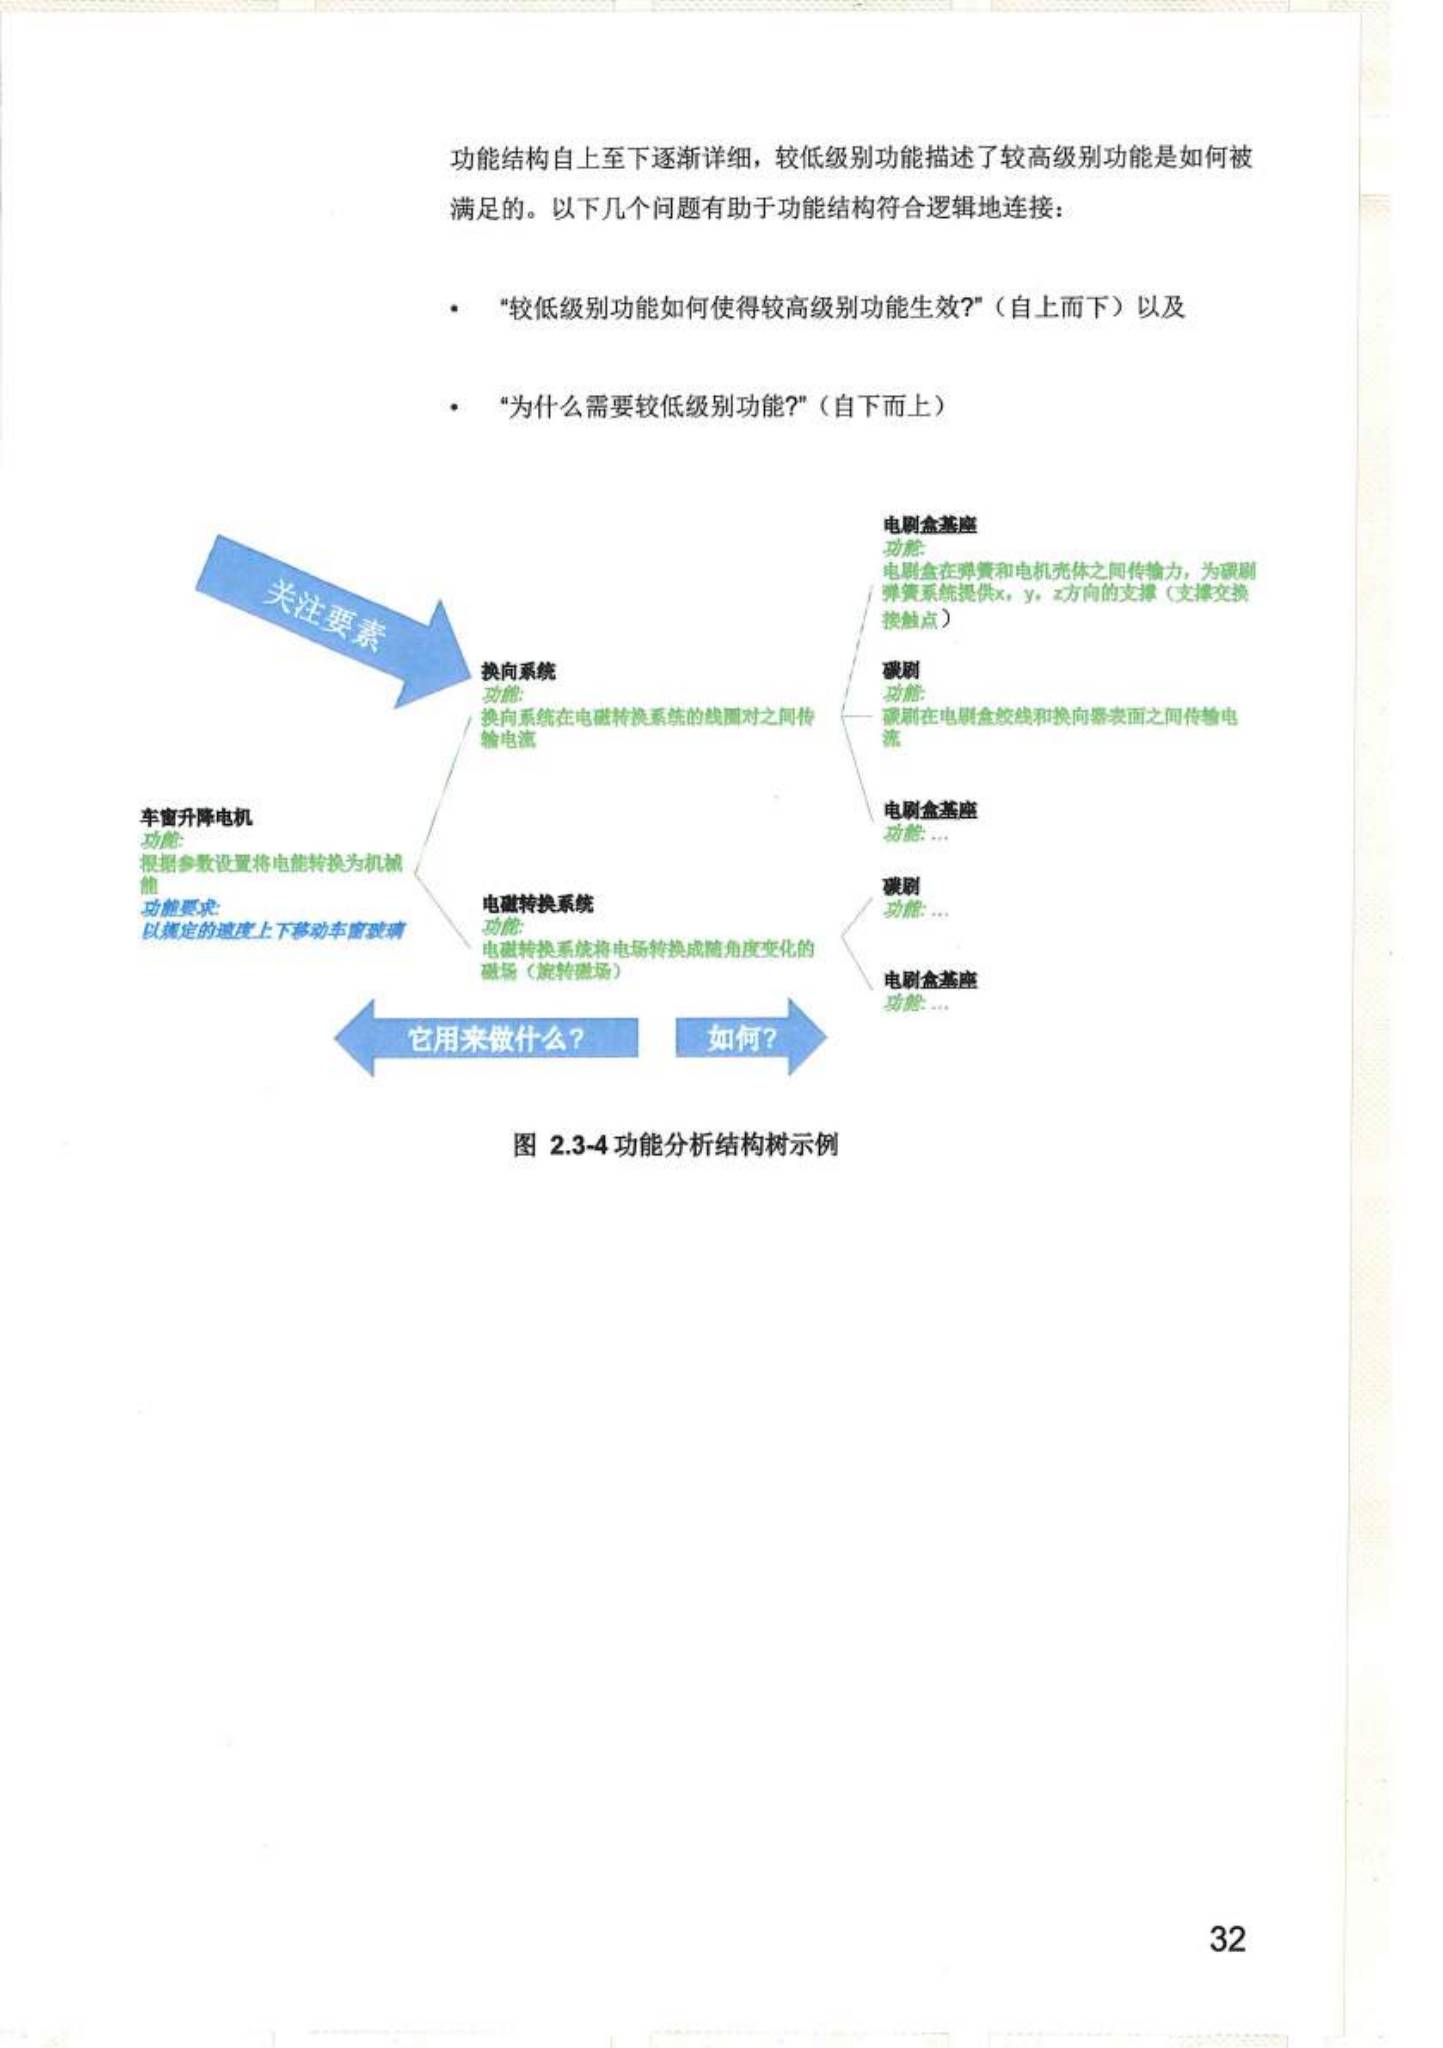 功能结构自上至下逐渐详细，较低级别功能描述了较高级别功能是如何被
满足的。以下几个问题有助于功能结构符合逻辑地连接：
• “较低级别功能如何使得较高级别功能生效?”（自上而下）以及
• “为什么需要较低级别功能?”（自下而上）
关注要素
车窗升降电机
功能:
根据参数设置将电能转换为机械
能
功能要求:
以规定的速度上下移动车窗玻璃
换向系统
功能:
换向系统在电磁转换系统的线圈对之间传
输电流
电磁转换系统
功能:
电磁转换系统将电场转换成随角度变化的
磁场（旋转磁场）
电刷盒基座
功能:
电刷盒在弹簧和电机壳体之间传输力，为碳刷
弹簧系统提供x，y，z方向的支撑（支撑交换
接触点）
碳刷
功能:
碳刷在电刷盒绞线和换向器表面之间传输电
流
电刷盒基座
功能: ...
碳刷
功能: ...
电刷盒基座
功能: ...
它用来做什么?
如何?
图 2.3-4 功能分析结构树示例
32